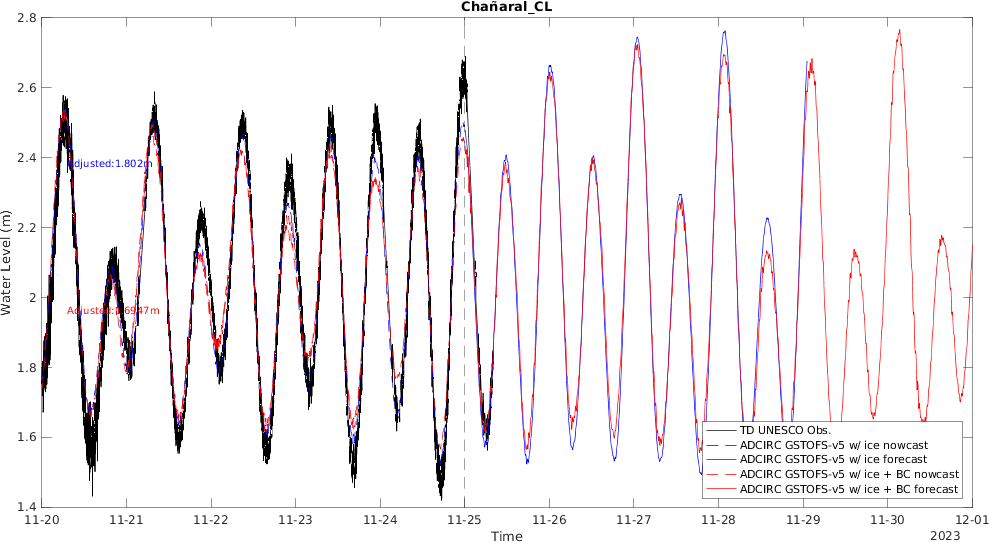 Chañaral_CL
Water Level (m)
2.8
2.6
2.4
2.2
2
1.8
1.6
1.4
Adjusted:1.802m
Adjusted:1.6947m
TD UNESCO Obs.
ADCIRC GSTOFS-v5 w/ ice nowcast
ADCIRC GSTOFS-v5 w/ ice forecast
ADCIRC GSTOFS-v5 w/ ice + BC nowcast
ADCIRC GSTOFS-v5 w/ ice + BC forecast
11-20 11-21 11-22 11-23 11-24 11-25 11-26 11-27 11-28 11-29 11-30 12-01
Time
2023